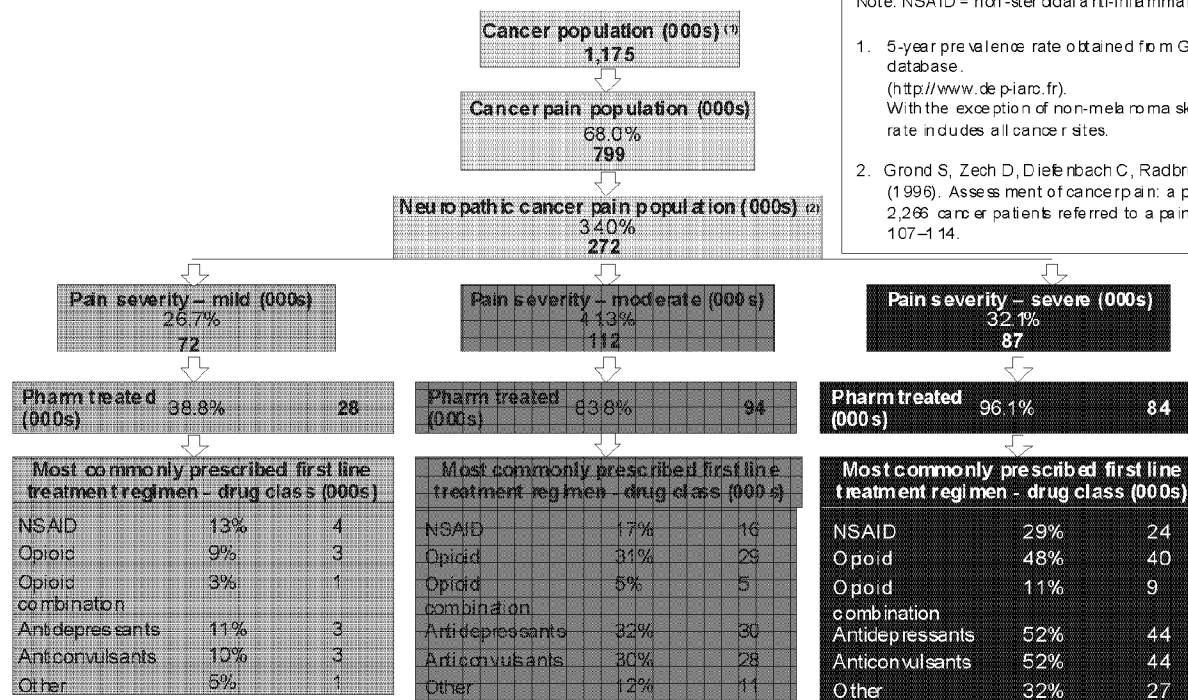 Note: NSAID = non-steroidal anti-inflamma
1. 5-year prevalence rate obtained from G
database.
(http://www.dep-iarc.fr).
With the exception of non-melanoma sk
rate includes all cancer sites.
2. Grond S, Zech D, Diefenbach C, Radbr
(1996). Assessment of cancer pain: a p
2,266 cancer patients referred to a pain
107–114.
Cancer population (000s) (1)
1,175
Cancer pain population (000s)
68.0%
799
Neuropathic cancer pain population (000s) (2)
34.0%
272
Pain severity – mild (000s)
26.7%
72
Pain severity – moderate (000s)
41.3%
112
Pain severity – severe (000s)
32.1%
87
Pharm treated
(000s) 38.8% 28
Pharm treated
(000s) 83.8% 94
Pharm treated
(000s) 96.1% 84
Most commonly prescribed first line
treatment regimen - drug class (000s)
NSAID 13% 4
Opioid 9% 3
Opioid 3% 1
combination
Antidepressants 11% 3
Anticonvulsants 10% 3
Other 5% 1
Most commonly prescribed first line
treatment regimen - drug class (000s)
NSAID 17% 16
Opioid 31% 29
Opioid 5% 5
combination
Antidepressants 32% 30
Anticonvulsants 30% 28
Other 12% 11
Most commonly prescribed first line
treatment regimen - drug class (000s)
NSAID 29% 24
Opioid 48% 40
Opioid 11% 9
combination
Antidepressants 52% 44
Anticonvulsants 52% 44
Other 32% 27